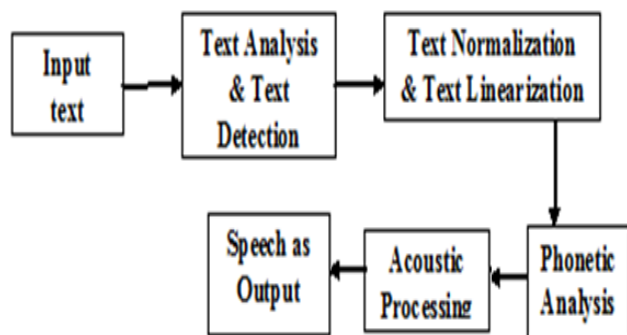 Input
text
Text Analysis
& Text
Detection
Text Normalization
& Text Linearization
Phonetic
Analysis
Acoustic
Processing
Speech as
Output